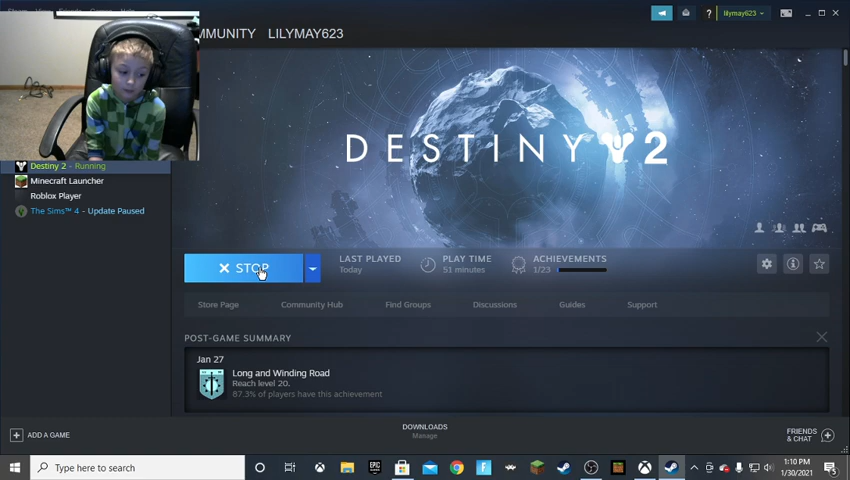 lilymay623
MMUNITY LILYMAY623
DESTINY 2
Destiny 2 - Running
Minecraft Launcher
Roblox Player
The Sims™ 4 - Update Paused
STOP
LAST PLAYED
Today
PLAY TIME
51 minutes
ACHIEVEMENTS
1/23
Store Page Community Hub Find Groups Discussions Guides Support
POST-GAME SUMMARY
Jan 27
Long and Winding Road
Reach level 20.
87.3% of players have this achievement
ADD A GAME
DOWNLOADS
Manage
FRIENDS
& CHAT
Type here to search
EPIC
1:10 PM
1/30/2021